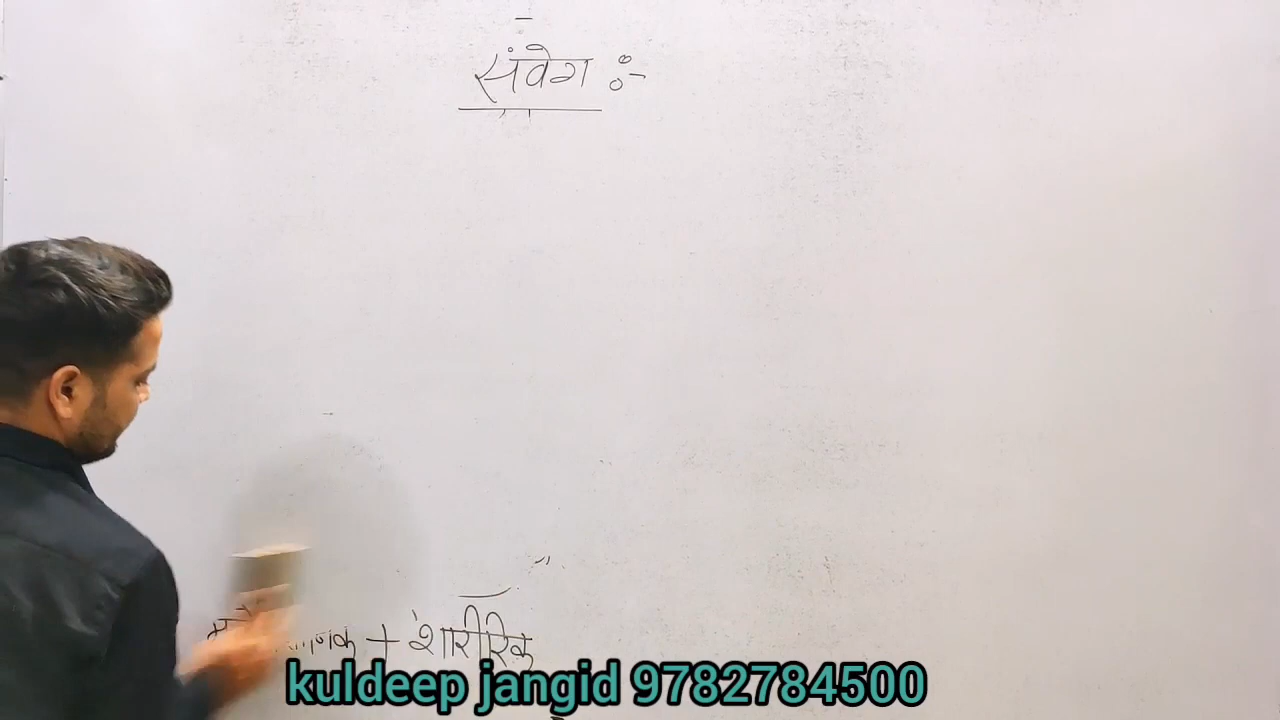 संवेग :-
+ शारीरिक
kuldeep jangid 9782784500